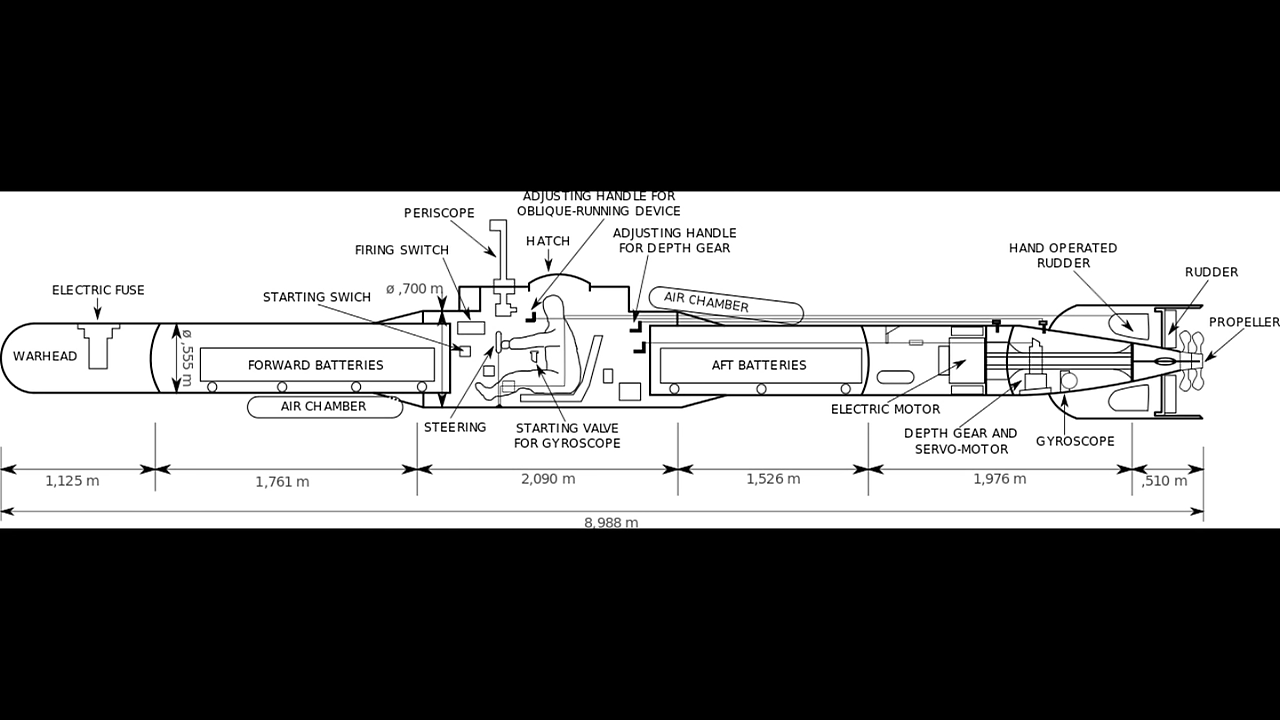 ADJUSTING HANDLE FOR
OBLIQUE-RUNNING DEVICE
PERISCOPE
ADJUSTING HANDLE
FOR DEPTH GEAR
HATCH
FIRING SWITCH
HAND OPERATED
RUDDER
RUDDER
ELECTRIC FUSE
STARTING SWICH
ø ,700 m
AIR CHAMBER
PROPELLER
WARHEAD
ø ,555 m
FORWARD BATTERIES
AFT BATTERIES
AIR CHAMBER
ELECTRIC MOTOR
STEERING
STARTING VALVE
FOR GYROSCOPE
DEPTH GEAR AND
SERVO-MOTOR
GYROSCOPE
1,125 m
1,761 m
2,090 m
1,526 m
1,976 m
,510 m
8,988 m